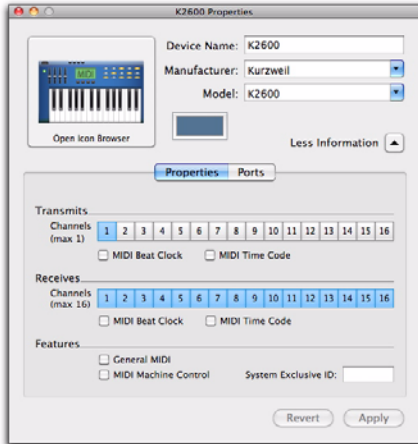 K2600 Properties
Device Name: K2600
Manufacturer: Kurzweil
Model: K2600
MIDI
Open Icon Browser
Less Information
Properties Ports
Transmits
Channels 1 2 3 4 5 6 7 8 9 10 11 12 13 14 15 16
(max 1)
MIDI Beat Clock MIDI Time Code
Receives
Channels 1 2 3 4 5 6 7 8 9 10 11 12 13 14 15 16
(max 16)
MIDI Beat Clock MIDI Time Code
Features
General MIDI
MIDI Machine Control System Exclusive ID:
Revert Apply